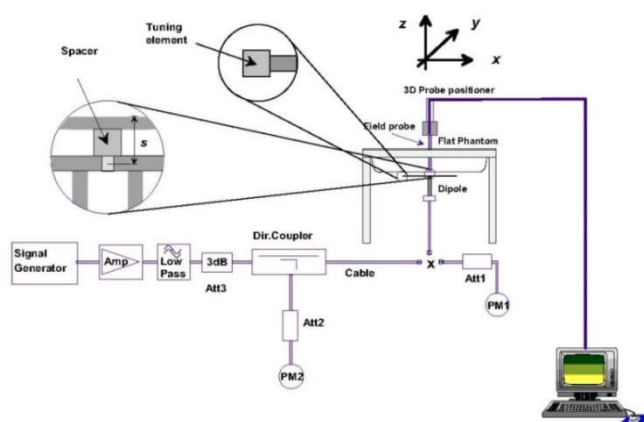 Tuning
element
Spacer
z
y
x
s
3D Probe positioner
Field probe
Flat Phantom
Dipole
Signal
Generator
Amp
Low
Pass
3dB
Att3
Dir.Coupler
Cable
x
Att1
PM1
Att2
PM2